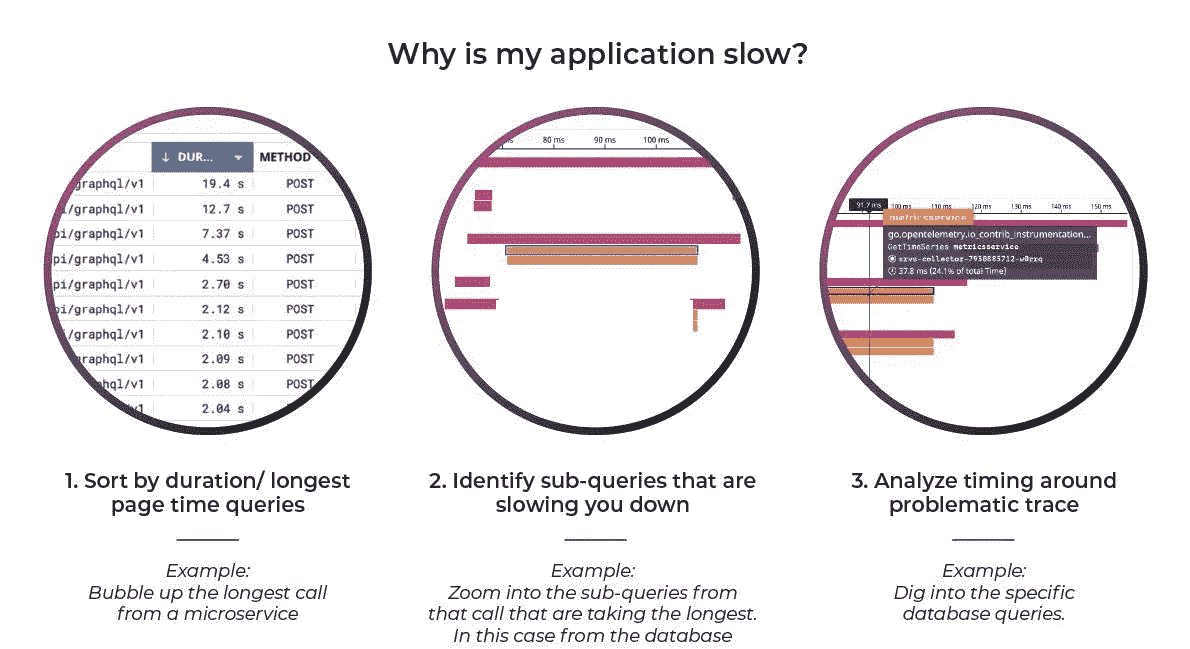 Why is my application slow?
↓ DUR... METHOD
graphql/v1 19.4 s POST
i/graphql/v1 12.7 s POST
pi/graphql/v1 7.37 s POST
pi/graphql/v1 4.53 s POST
pi/graphql/v1 2.70 s POST
pi/graphql/v1 2.12 s POST
i/graphql/v1 2.10 s POST
graphql/v1 2.09 s POST
hql/v1 2.08 s POST
/v1 2.04 s
80 ms 90 ms 100 ms
91.7 ms 100 ms 110 ms 120 ms 130 ms 140 ms 150 ms
metricsservice
go.opentelemetry.io_contrib_instrumentation...
GetTimeSeries metricsservice
srvs-collector-7930885712-w0rrq
37.8 ms (24.1% of total Time)
1. Sort by duration/ longest
page time queries
Example:
Bubble up the longest call
from a microservice
2. Identify sub-queries that are
slowing you down
Example:
Zoom into the sub-queries from
that call that are taking the longest.
In this case from the database
3. Analyze timing around
problematic trace
Example:
Dig into the specific
database queries.